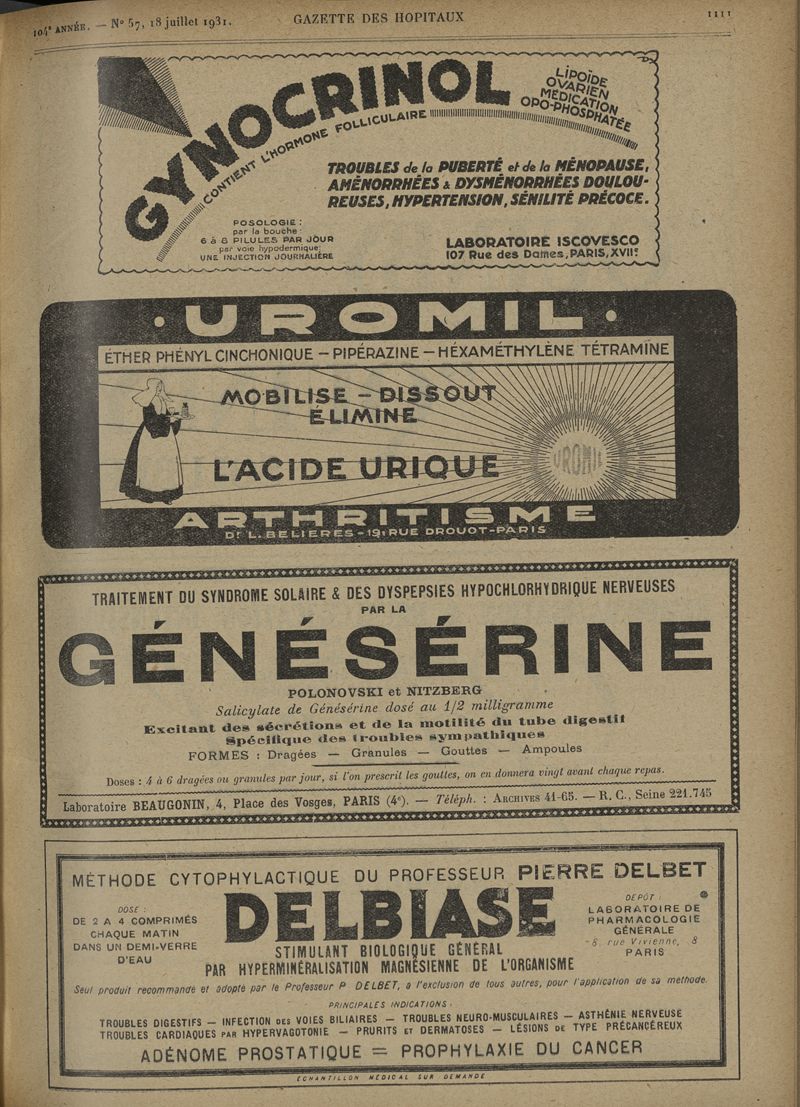 104e ANNÉE. — No 57, 18 juillet 1931. GAZETTE DES HOPITAUX 1111
GYNOCRINOL
CONTIENT L'HORMONE FOLLICULAIRE
LIPOÏDE
OVARIEN
MEDICATION
OPO-PHOSPHATÉE
TROUBLES de la PUBERTÉ et de la MÉNOPAUSE,
AMÉNORRHÉES & DYSMÉNORRHÉES DOULOU-
REUSES, HYPERTENSION, SÉNILITÉ PRÉCOCE.
POSOLOGIE :
par la bouche :
6 à 8 PILULES PAR JOUR
par voie hypodermique:
UNE INJECTION JOURNALIÈRE
LABORATOIRE ISCOVESCO
107 Rue des Dames, PARIS, XVIIe
· UROMIL ·
ÉTHER PHÉNYL CINCHONIQUE — PIPÉRAZINE — HÉXAMÉTHYLÈNE TÉTRAMINE
MOBILISE — DISSOUT
ÉLIMINE
L'ACIDE URIQUE
UROMIL
ARTHRITISME
Dr L. BELIERES - 19, RUE DROUOT - PARIS
TRAITEMENT DU SYNDROME SOLAIRE & DES DYSPEPSIES HYPOCHLORHYDRIQUE NERVEUSES
PAR LA
GÉNÉSÉRINE
POLONOVSKI et NITZBERG
Salicylate de Génésérine dosé au 1/2 milligramme
Excitant des sécrétions et de la motilité du tube digestif
Spécifique des troubles sympathiques
FORMES : Dragées — Granules — Gouttes — Ampoules
Doses : 4 à 6 dragées ou granules par jour, si l'on prescrit les gouttes, on en donnera vingt avant chaque repas.
Laboratoire BEAUGONIN, 4, Place des Vosges, PARIS (4e). — Téléph. : ARCHIVES 41-65. — R. C., Seine 221.745
MÉTHODE CYTOPHYLACTIQUE DU PROFESSEUR PIERRE DELBET
DELBIASE
DOSE :
DE 2 A 4 COMPRIMÉS
CHAQUE MATIN
DANS UN DEMI-VERRE
D'EAU
DEPÔT :
LABORATOIRE DE
PHARMACOLOGIE
GÉNÉRALE
8, rue Vivienne, 8
PARIS
STIMULANT BIOLOGIQUE GÉNÉRAL
PAR HYPERMINÉRALISATION MAGNÉSIENNE DE L'ORGANISME
Seul produit recommandé et adopté par le Professeur P. DELBET, à l'exclusion de tous autres, pour l'application de sa methode.
PRINCIPALES INDICATIONS :
TROUBLES DIGESTIFS — INFECTION DES VOIES BILIAIRES — TROUBLES NEURO-MUSCULAIRES — ASTHÉNIE NERVEUSE
TROUBLES CARDIAQUES PAR HYPERVAGOTONIE — PRURITS ET DERMATOSES — LÉSIONS DE TYPE PRÉCANCÉREUX
ADÉNOME PROSTATIQUE = PROPHYLAXIE DU CANCER
ÉCHANTILLON MÉDICAL SUR DEMANDE